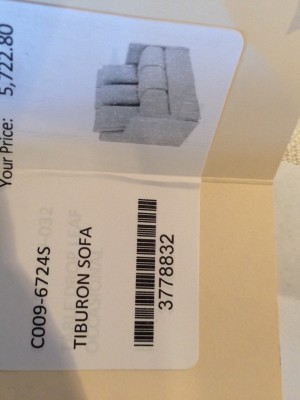 C009-6724S
TIBURON SOFA
3778832
Your Price: 5,722.80